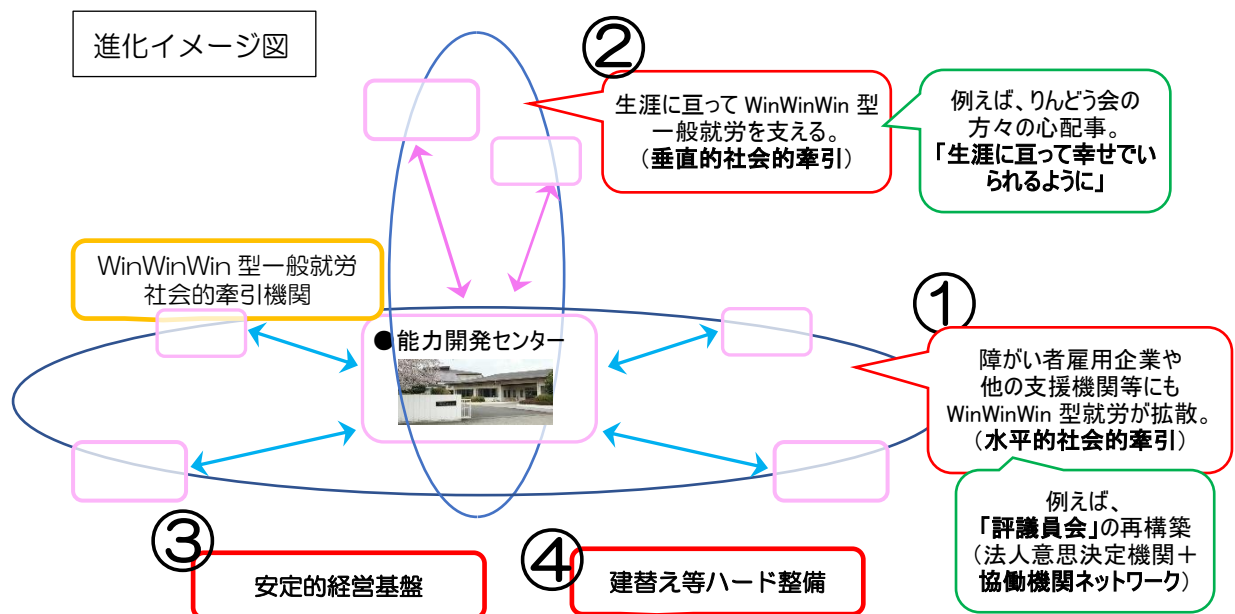 進化イメージ図
②
生涯に亘って WinWinWin 型
一般就労を支える。
（垂直的社会的牽引）
例えば、りんどう会の
方々の心配事。
「生涯に亘って幸せでい
られるように」
WinWinWin 型一般就労
社会的牽引機関
●能力開発センター
①
障がい者雇用企業や
他の支援機関等にも
WinWinWin 型就労が拡散。
（水平的社会的牽引）
例えば、
「評議員会」の再構築
（法人意思決定機関＋
協働機関ネットワーク）
③
安定的経営基盤
④
建替え等ハード整備